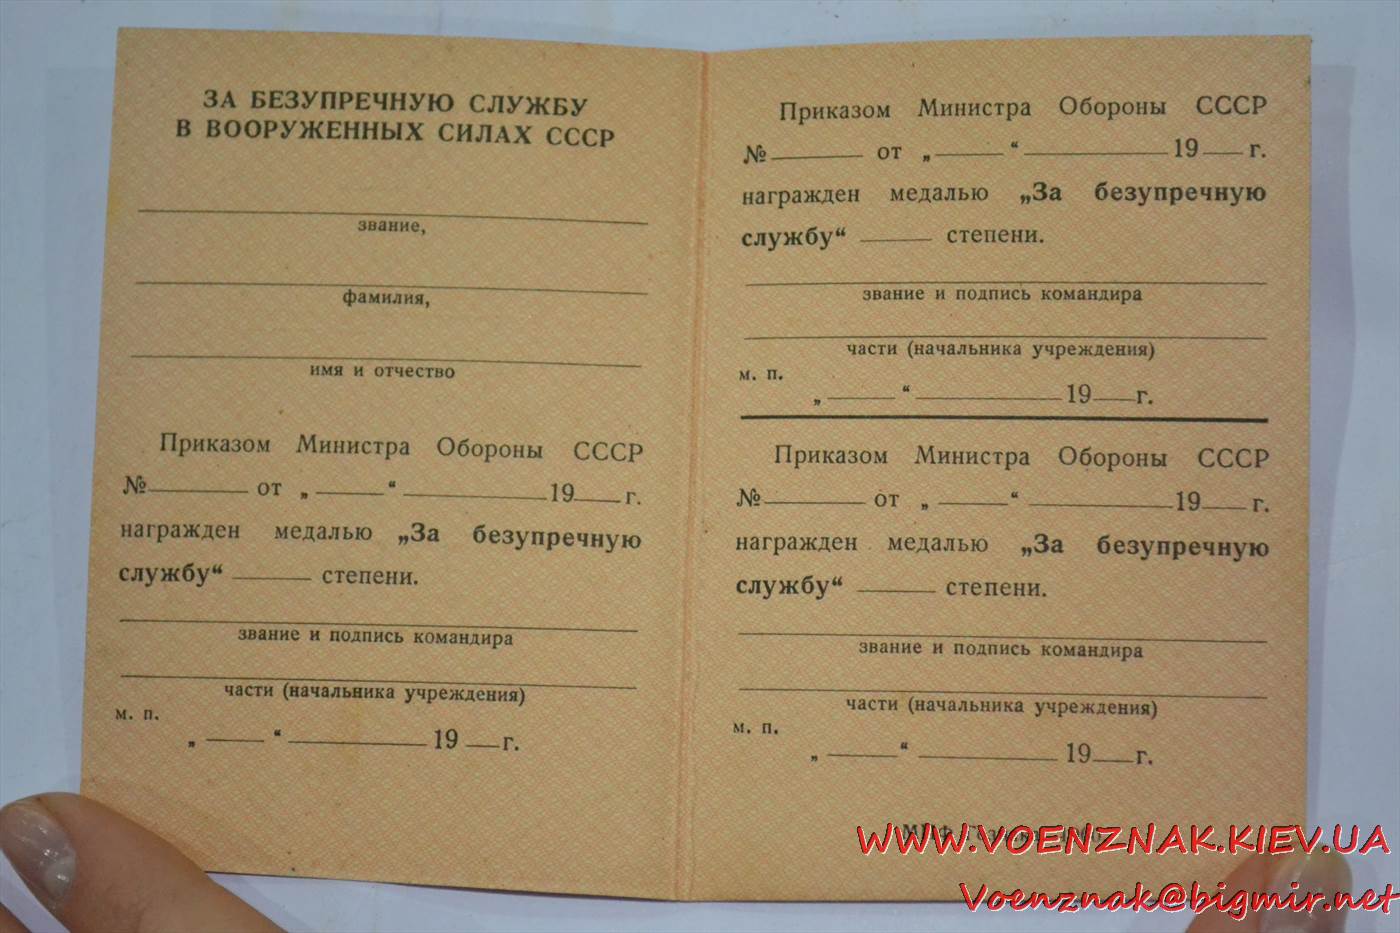 ЗА БЕЗУПРЕЧНУЮ СЛУЖБУ
В ВООРУЖЕННЫХ СИЛАХ СССР
звание,
фамилия,
имя и отчество
Приказом Министра Обороны СССР
№ от „ “ 19 г.
награжден медалью „За безупречную
службу“ степени.
звание и подпись командира
части (начальника учреждения)
м. п.
„ “ 19 г.
Приказом Министра Обороны СССР
№ от „ “ 19 г.
награжден медалью „За безупречную
службу“ степени.
звание и подпись командира
части (начальника учреждения)
м. п.
„ “ 19 г.
Приказом Министра Обороны СССР
№ от „ “ 19 г.
награжден медалью „За безупречную
службу“ степени.
звание и подпись командира
части (начальника учреждения)
м. п.
„ “ 19 г.
WWW.VOENZNAK.KIEV.UA
Voenznak@bigmir.net